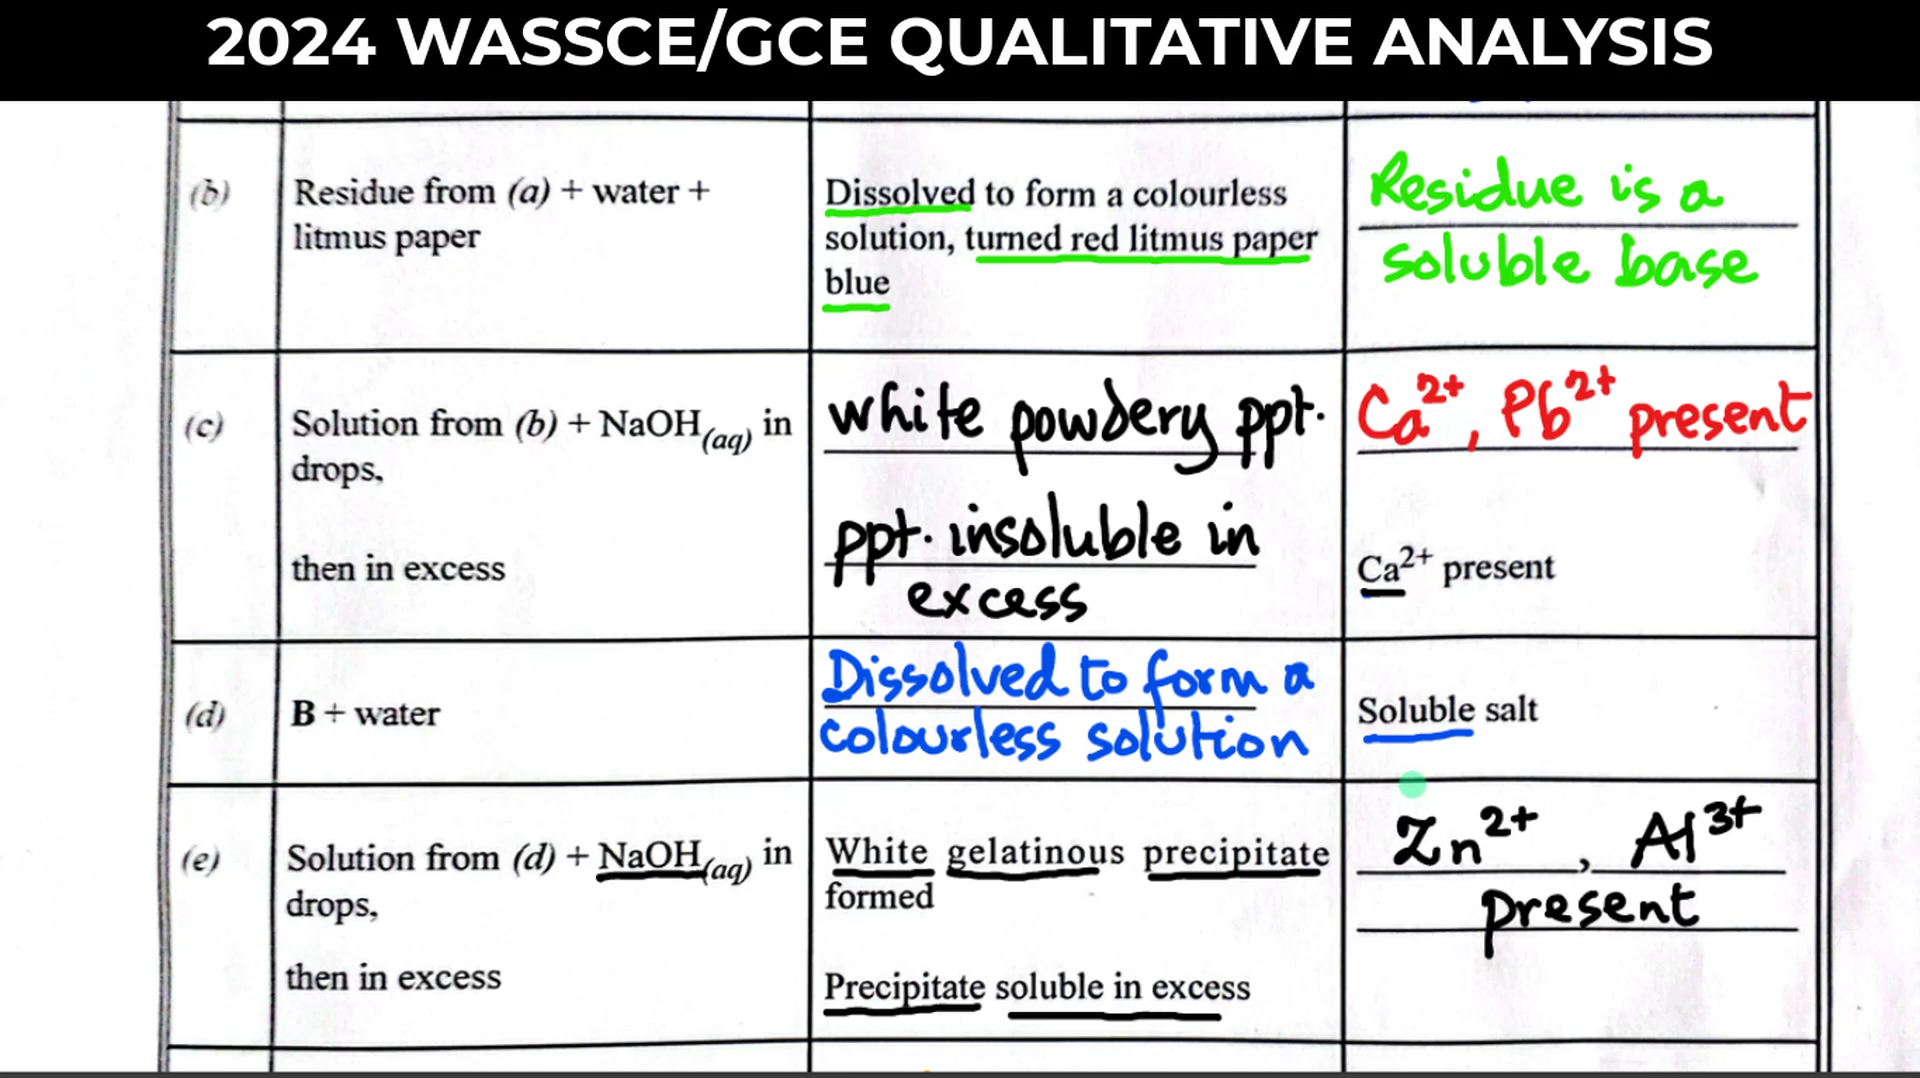 2024 WASSCE/GCE QUALITATIVE ANALYSIS
(b)
Residue from (a) + water +
litmus paper
Dissolved to form a colourless
solution, turned red litmus paper
blue
Residue is a
soluble base
(c)
Solution from (b) + NaOH(aq) in
drops,
then in excess
white powdery ppt.
ppt. insoluble in
excess
Ca²⁺, Pb²⁺ present
Ca²⁺ present
(d)
B + water
Dissolved to form a
colourless solution
Soluble salt
(e)
Solution from (d) + NaOH(aq) in
drops,
then in excess
White gelatinous precipitate
formed
Precipitate soluble in excess
Zn²⁺, Al³⁺
present